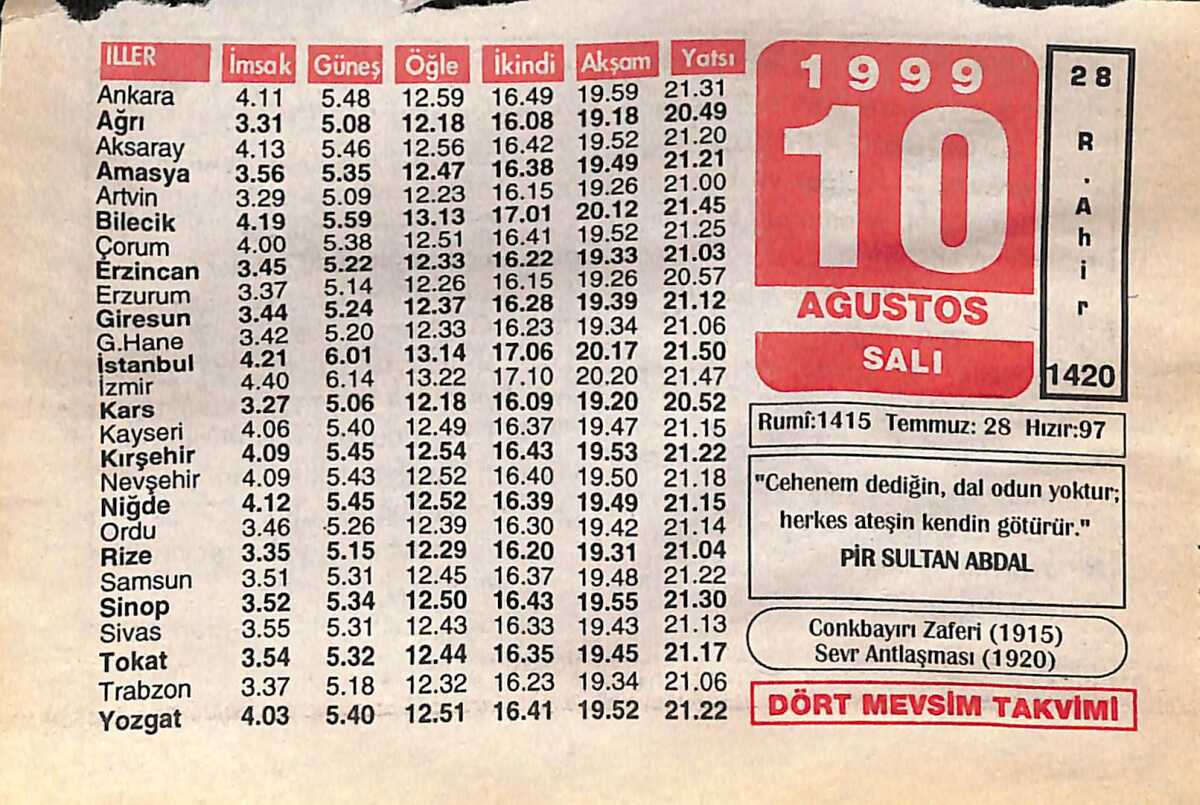 İLLER İmsak Güneş Öğle İkindi Akşam Yatsı
Ankara 4.11 5.48 12.59 16.49 19.59 21.31
Ağrı 3.31 5.08 12.18 16.08 19.18 20.49
Aksaray 4.13 5.46 12.56 16.42 19.52 21.20
Amasya 3.56 5.35 12.47 16.38 19.49 21.21
Artvin 3.29 5.09 12.23 16.15 19.26 21.00
Bilecik 4.19 5.59 13.13 17.01 20.12 21.45
Çorum 4.00 5.38 12.51 16.41 19.52 21.25
Erzincan 3.45 5.22 12.33 16.22 19.33 21.03
Erzurum 3.37 5.14 12.26 16.15 19.26 20.57
Giresun 3.44 5.24 12.37 16.28 19.39 21.12
G.Hane 3.42 5.20 12.33 16.23 19.34 21.06
İstanbul 4.21 6.01 13.14 17.06 20.17 21.50
İzmir 4.40 6.14 13.22 17.10 20.20 21.47
Kars 3.27 5.06 12.18 16.09 19.20 20.52
Kayseri 4.06 5.40 12.49 16.37 19.47 21.15
Kırşehir 4.09 5.45 12.54 16.43 19.53 21.22
Nevşehir 4.09 5.43 12.52 16.40 19.50 21.18
Niğde 4.12 5.45 12.52 16.39 19.49 21.15
Ordu 3.46 5.26 12.39 16.30 19.42 21.14
Rize 3.35 5.15 12.29 16.20 19.31 21.04
Samsun 3.51 5.31 12.45 16.37 19.48 21.22
Sinop 3.52 5.34 12.50 16.43 19.55 21.30
Sivas 3.55 5.31 12.43 16.33 19.43 21.13
Tokat 3.54 5.32 12.44 16.35 19.45 21.17
Trabzon 3.37 5.18 12.32 16.23 19.34 21.06
Yozgat 4.03 5.40 12.51 16.41 19.52 21.22
1999
10
AĞUSTOS
SALI
28
R.Ahir
1420
Rumî:1415 Temmuz: 28 Hızır:97
"Cehenem dediğin, dal odun yoktur;
herkes ateşin kendin götürür."
PİR SULTAN ABDAL
Conkbayırı Zaferi (1915)
Sevr Antlaşması (1920)
DÖRT MEVSİM TAKVİMİ